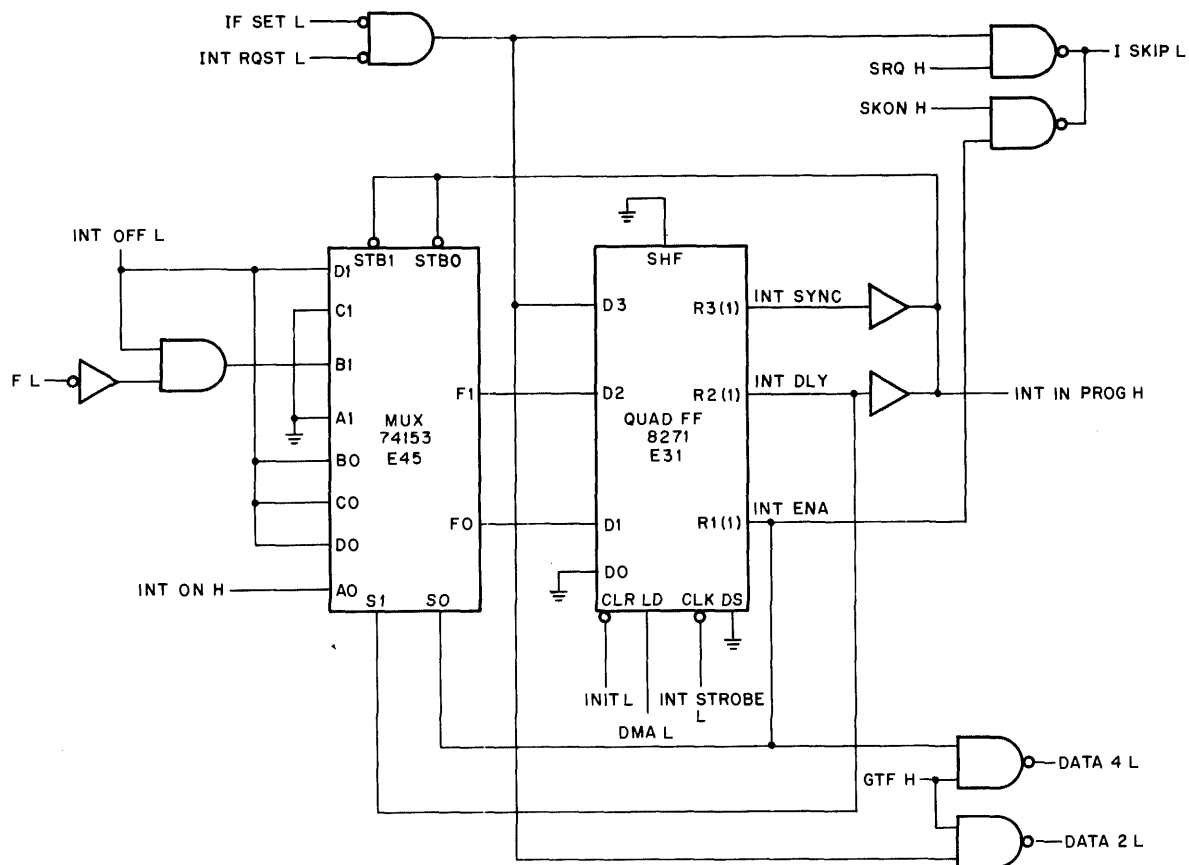 IF SET L
INT RQST L
I SKIP L
SRQ H
SKON H
INT OFF L
STB1
STB0
SHF
D1
C1
B1
A1
B0
C0
D0
A0
F L
MUX
74153
E45
F1
F0
S1
S0
INT ON H
D3
D2
D1
D0
QUAD FF
8271
E31
R3(1)
R2(1)
R1(1)
INT SYNC
INT DLY
INT ENA
INT IN PROG H
CLR LD CLK DS
INIT L
DMA L
INT STROBE
L
GTF H
DATA 4 L
DATA 2 L